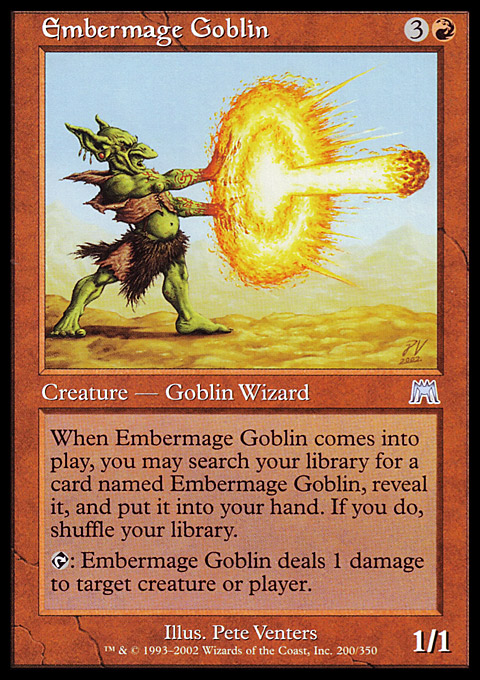 Embermage Goblin 3
PV
2002
Creature — Goblin Wizard
When Embermage Goblin comes into
play, you may search your library for a
card named Embermage Goblin, reveal
it, and put it into your hand. If you do,
shuffle your library.
: Embermage Goblin deals 1 damage
to target creature or player.
Illus. Pete Venters
™ & © 1993–2002 Wizards of the Coast, Inc. 200/350
1/1